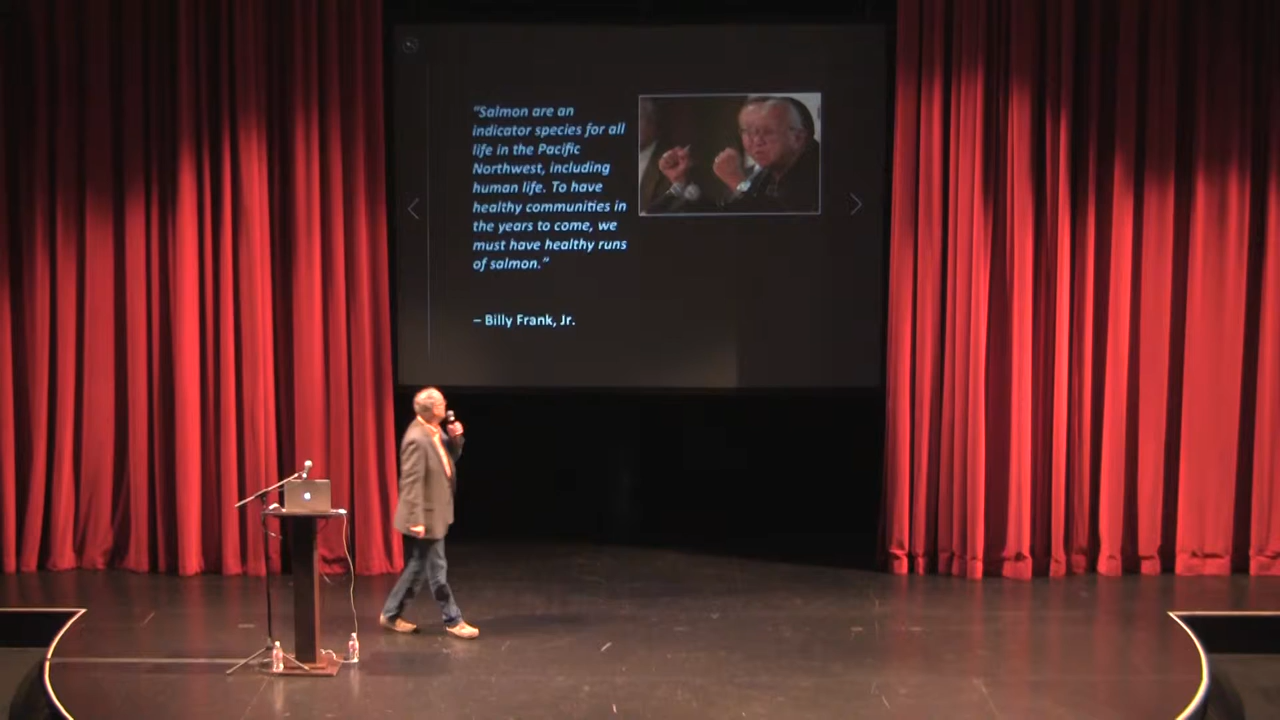 “Salmon are an
indicator species for all
life in the Pacific
Northwest, including
human life. To have
healthy communities in
the years to come, we
must have healthy runs
of salmon.”
– Billy Frank, Jr.